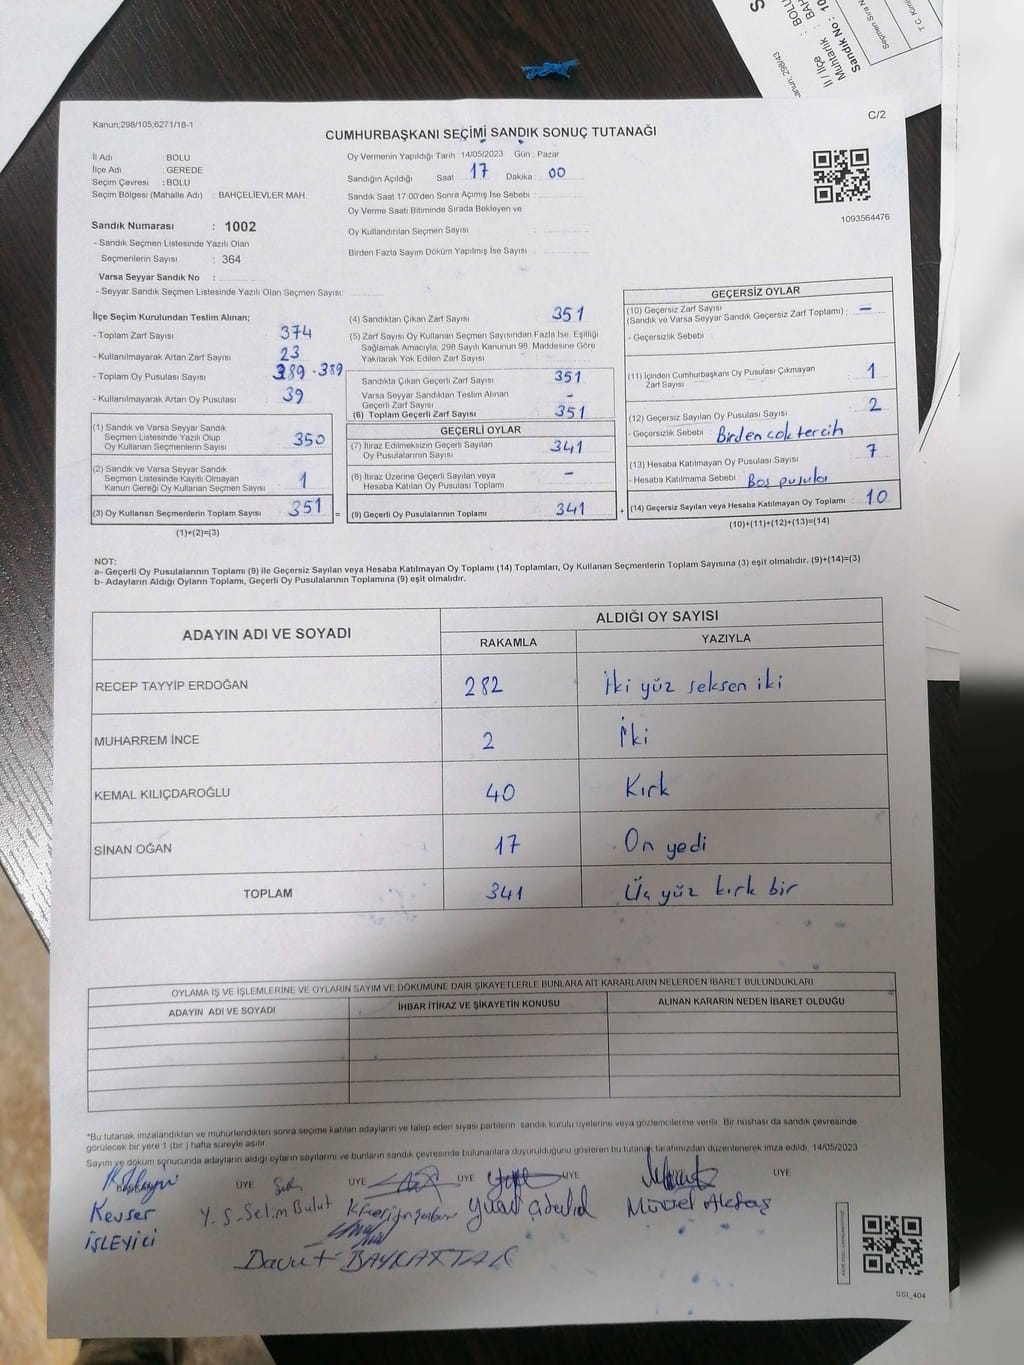 Kanun;298/105;6271/18-1
C/2
CUMHURBAŞKANI SEÇİMİ SANDIK SONUÇ TUTANAĞI
İl Adı : BOLU
İlçe Adı : GEREDE
Seçim Çevresi : BOLU
Seçim Bölgesi (Mahalle Adı) : BAHÇELİEVLER MAH.
Sandık Numarası : 1002
- Sandık Seçmen Listesinde Yazılı Olan
Seçmenlerin Sayısı : 364
Varsa Seyyar Sandık No :
- Seyyar Sandık Seçmen Listesinde Yazılı Olan Seçmen Sayısı:
Oy Vermenin Yapıldığı Tarih : 14/05/2023 Gün : Pazar
Sandığın Açıldığı Saat 17 Dakika : 00
Sandık Saat 17:00'den Sonra Açımış İse Sebebi :
Oy Verme Saati Bitiminde Sırada Bekleyen ve
Oy Kullandırılan Seçmen Sayısı :
Birden Fazla Sayım Döküm Yapılmış İse Sayısı :
1093564476
İlçe Seçim Kurulundan Teslim Alınan;
- Toplam Zarf Sayısı : 374
- Kullanılmayarak Artan Zarf Sayısı : 23
- Toplam Oy Pusulası Sayısı : 389 - 389
- Kullanılmayarak Artan Oy Pusulası : 39
(1) Sandık ve Varsa Seyyar Sandık
Seçmen Listesinde Yazılı Olup
Oy Kullanan Seçmenlerin Sayısı : 350
(2) Sandık ve Varsa Seyyar Sandık
Seçmen Listesinde Kayıtlı Olmayan
Kanun Gereği Oy Kullanan Seçmen Sayısı : 1
(3) Oy Kullanan Seçmenlerin Toplam Sayısı : 351 =
(1)+(2)=(3)
(4) Sandıktan Çıkan Zarf Sayısı : 351
(5) Zarf Sayısı Oy Kullanan Seçmen Sayısından Fazla İse, Eşitliği
Sağlamak Amacıyla; 298 Sayılı Kanunun 98. Maddesine Göre
Yakılarak Yok Edilen Zarf Sayısı :
Sandıkta Çıkan Geçerli Zarf Sayısı : 351
Varsa Seyyar Sandıktan Teslim Alınan
Geçerli Zarf Sayısı :
(6) Toplam Geçerli Zarf Sayısı : 351
GEÇERLİ OYLAR
(7) İtiraz Edilmeksizin Geçerli Sayılan
Oy Pusulalarının Sayısı : 341
(8) İtiraz Üzerine Geçerli Sayılan veya
Hesaba Katılan Oy Pusulası Toplamı : –
(9) Geçerli Oy Pusulalarının Toplamı : 341 +
GEÇERSİZ OYLAR
(10) Geçersiz Zarf Sayısı
(Sandık ve Varsa Seyyar Sandık Geçersiz Zarf Toplamı) : –
- Geçersizlik Sebebi :
(11) İçinden Cumhurbaşkanı Oy Pusulası Çıkmayan
Zarf Sayısı : 1
(12) Geçersiz Sayılan Oy Pusulası Sayısı : 2
- Geçersizlik Sebebi : Birden cok tercih
(13) Hesaba Katılmayan Oy Pusulası Sayısı : 7
- Hesaba Katılmama Sebebi : Boş pusula
(14) Geçersiz Sayılan veya Hesaba Katılmayan Oy Toplamı : 10
(10)+(11)+(12)+(13)=(14)
NOT:
a- Geçerli Oy Pusulalarının Toplamı (9) ile Geçersiz Sayılan veya Hesaba Katılmayan Oy Toplamı (14) Toplamları, Oy Kullanan Seçmenlerin Toplam Sayısına (3) eşit olmalıdır. (9)+(14)=(3)
b- Adayların Aldığı Oyların Toplamı, Geçerli Oy Pusulalarının Toplamına (9) eşit olmalıdır.
ADAYIN ADI VE SOYADI
ALDIĞI OY SAYISI
RAKAMLA YAZIYLA
RECEP TAYYİP ERDOĞAN 282 İki yüz seksen iki
MUHARREM İNCE 2 İki
KEMAL KILIÇDAROĞLU 40 Kırk
SİNAN OĞAN 17 On yedi
TOPLAM 341 Üç yüz kırk bir
OYLAMA İŞ VE İŞLEMLERİNE VE OYLARIN SAYIM VE DÖKÜMÜNE DAİR ŞİKAYETLERLE BUNLARA AİT KARARLARIN NELERDEN İBARET BULUNDUKLARI
ADAYIN ADI VE SOYADI İHBAR İTİRAZ VE ŞİKAYETİN KONUSU ALINAN KARARIN NEDEN İBARET OLDUĞU
*Bu tutanak imzalandıktan ve mühürlendikten sonra seçime katılan adayların ve talep eden siyasi partilerin sandık kurulu üyelerine veya gözlemcilerine verilir. Bir nüshası da sandık çevresinde
görülecek bir yere 1 (bir) hafta süreyle asılır.
Sayım ve döküm sonucunda adayların aldığı oyların sayılarını ve bunların sandık çevresinde bulunanlara duyurulduğunu gösteren bu tutanak tarafımızdan düzenlenerek imza edildi. 14/05/2023
BAŞKAN ÜYE ÜYE ÜYE ÜYE ÜYE
Kevser
İŞLEYİCİ
Y. S. Selim Bulut
Mürsel Aktaş
Davut BAYRAKTAR
SSI_404
İl / İlçe : BOLU
Muhtarlık : BAH
Sandık No : 10
Seçmen Sıra N
T.C. Kiml